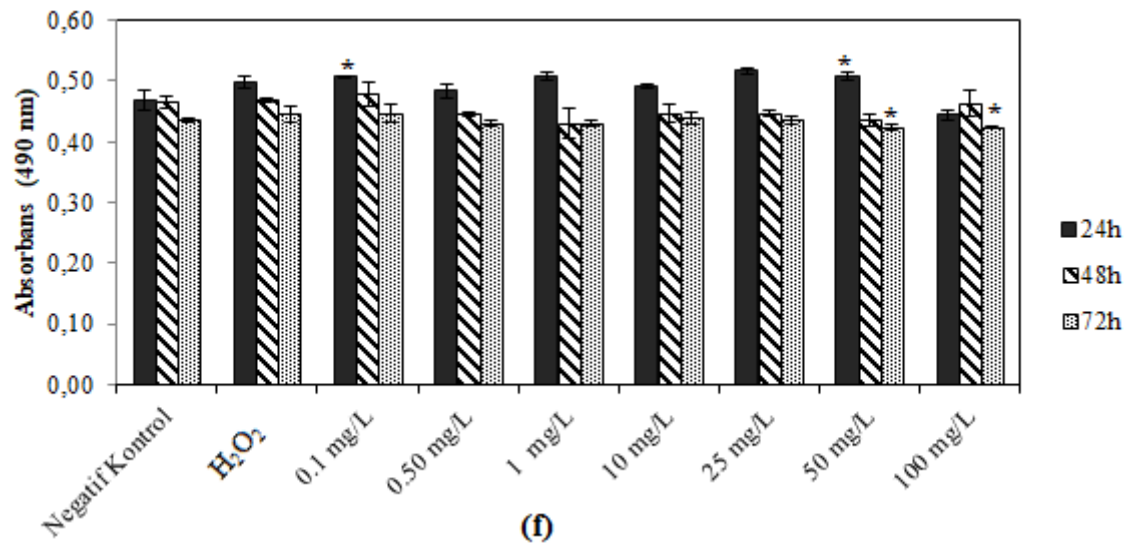 Absorbans (490 nm)
0,60
0,50
0,40
0,30
0,20
0,10
0,00
*
*
*
*
Negatif Kontrol
H₂O₂
0.1 mg/L
0.50 mg/L
1 mg/L
10 mg/L
25 mg/L
50 mg/L
100 mg/L
24h
48h
72h
(f)